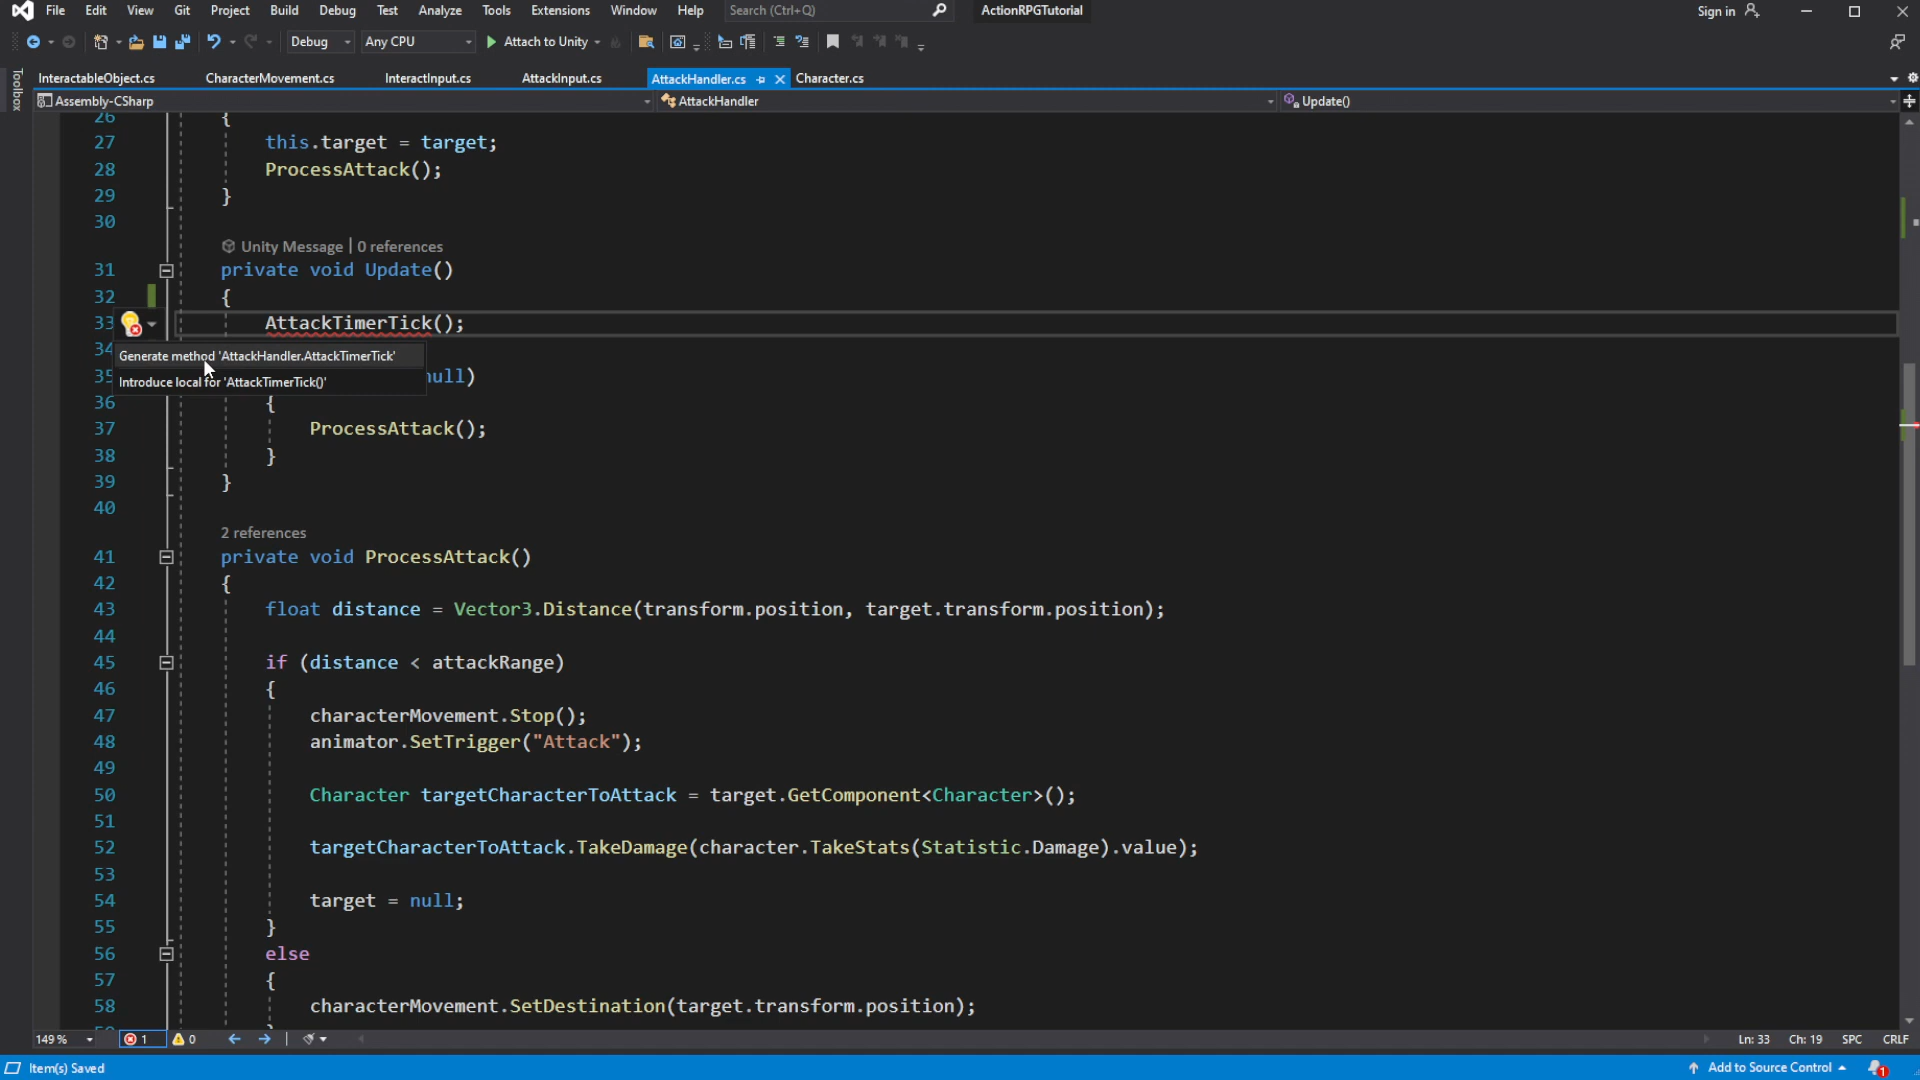 File Edit View Git Project Build Debug Test Analyze Tools Extensions Window Help Search (Ctrl+Q) ActionRPGTutorial Sign in
Debug Any CPU Attach to Unity
Toolbox
InteractableObject.cs CharacterMovement.cs InteractInput.cs AttackInput.cs AttackHandler.cs Character.cs
Assembly-CSharp AttackHandler Update()
26 {
27 this.target = target;
28 ProcessAttack();
29 }
30
Unity Message | 0 references
31 private void Update()
32 {
33 AttackTimerTick();
34
Generate method 'AttackHandler.AttackTimerTick'
35 null)
Introduce local for 'AttackTimerTick()'
36 {
37 ProcessAttack();
38 }
39 }
40
2 references
41 private void ProcessAttack()
42 {
43 float distance = Vector3.Distance(transform.position, target.transform.position);
44
45 if (distance < attackRange)
46 {
47 characterMovement.Stop();
48 animator.SetTrigger("Attack");
49
50 Character targetCharacterToAttack = target.GetComponent<Character>();
51
52 targetCharacterToAttack.TakeDamage(character.TakeStats(Statistic.Damage).value);
53
54 target = null;
55 }
56 else
57 {
58 characterMovement.SetDestination(target.transform.position);
149 % 1 0 Ln: 33 Ch: 19 SPC CRLF
Item(s) Saved Add to Source Control 1